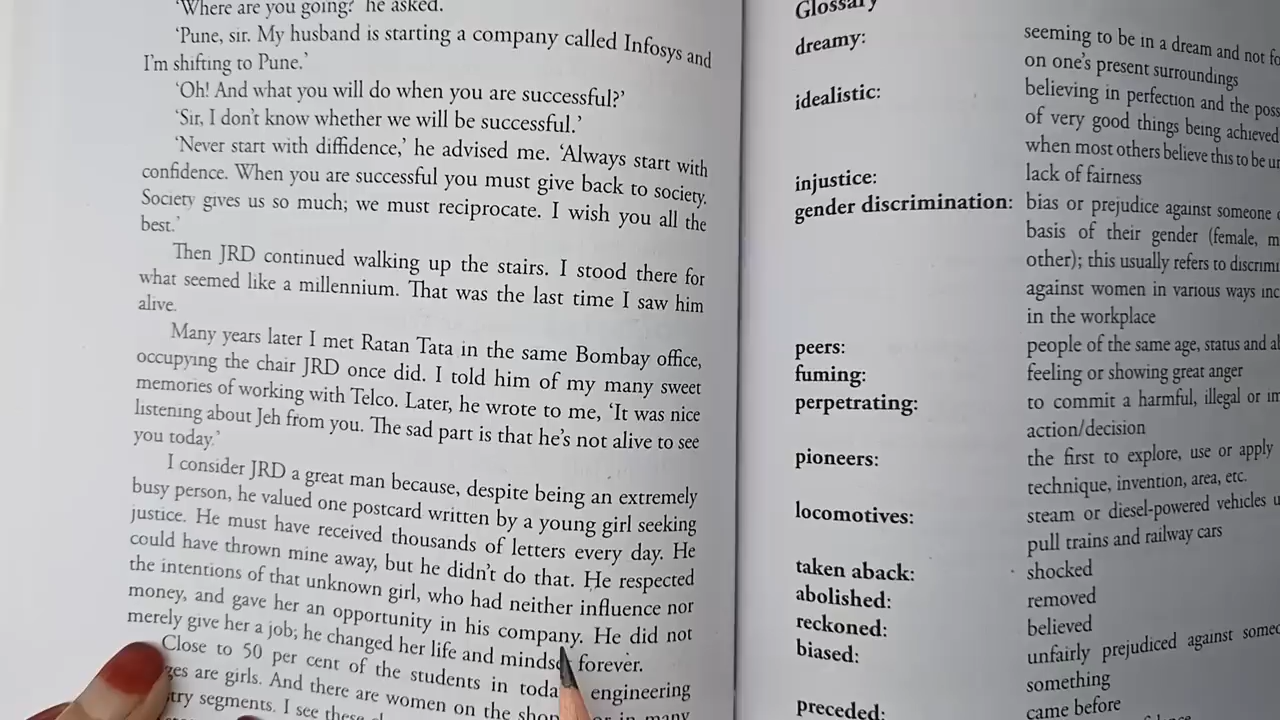 'Where are you going?' he asked.
'Pune, sir. My husband is starting a company called Infosys and
I'm shifting to Pune.'
'Oh! And what you will do when you are successful?'
'Sir, I don't know whether we will be successful.'
'Never start with diffidence,' he advised me. 'Always start with
confidence. When you are successful you must give back to society.
Society gives us so much; we must reciprocate. I wish you all the
best.'
Then JRD continued walking up the stairs. I stood there for
what seemed like a millennium. That was the last time I saw him
alive.
Many years later I met Ratan Tata in the same Bombay office,
occupying the chair JRD once did. I told him of my many sweet
memories of working with Telco. Later, he wrote to me, 'It was nice
listening about Jeh from you. The sad part is that he's not alive to see
you today.'
I consider JRD a great man because, despite being an extremely
busy person, he valued one postcard written by a young girl seeking
justice. He must have received thousands of letters every day. He
could have thrown mine away, but he didn't do that. He respected
the intentions of that unknown girl, who had neither influence nor
money, and gave her an opportunity in his company. He did not
merely give her a job; he changed her life and mindse forever.
Close to 50 per cent of the students in toda engineering
ges are girls. And there are women on the shop in many
try segments. I see these
Glossary
dreamy: seeming to be in a dream and not fo
on one's present surroundings
idealistic: believing in perfection and the poss
of very good things being achieved
when most others believe this to be un
injustice: lack of fairness
gender discrimination: bias or prejudice against someone
basis of their gender (female, m
other); this usually refers to discrimi
against women in various ways inc
in the workplace
peers: people of the same age, status and ab
fuming: feeling or showing great anger
perpetrating: to commit a harmful, illegal or im
action/decision
pioneers: the first to explore, use or apply
technique, invention, area, etc.
locomotives: steam or diesel-powered vehicles u
pull trains and railway cars
taken aback: shocked
abolished: removed
reckoned: believed
biased: unfairly prejudiced against someo
something
preceded: came before